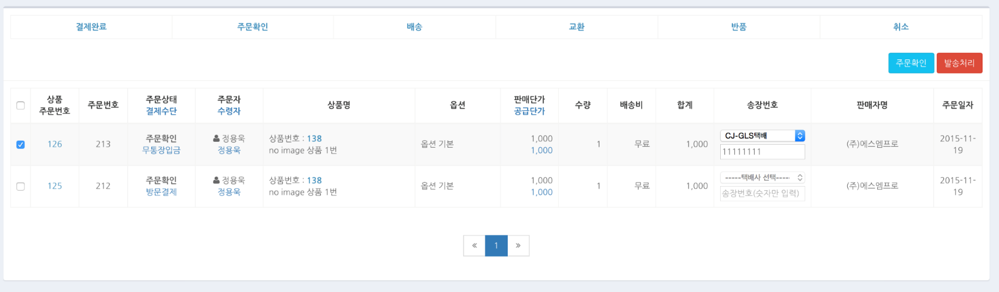 결제완료 주문확인 배송 교환 반품 취소
주문확인 발송처리
상품 주문번호 주문번호 주문상태 결제수단 주문자 수령자 상품명 옵션 판매단가 공급단가 수량 배송비 합계 송장번호 판매자명 주문일자
126 213 주문확인 무통장입금 정용욱 정용욱 상품번호 : 138 no image 상품 1번 옵션 기본 1,000 1,000 1 무료 1,000 CJ-GLS택배 11111111 (주)에스엠프로 2015-11-19
125 212 주문확인 방문결제 정용욱 정용욱 상품번호 : 138 no image 상품 1번 옵션 기본 1,000 1,000 1 무료 1,000 -----택배사 선택----- 송장번호(숫자만 입력) (주)에스엠프로 2015-11-19
« 1 »